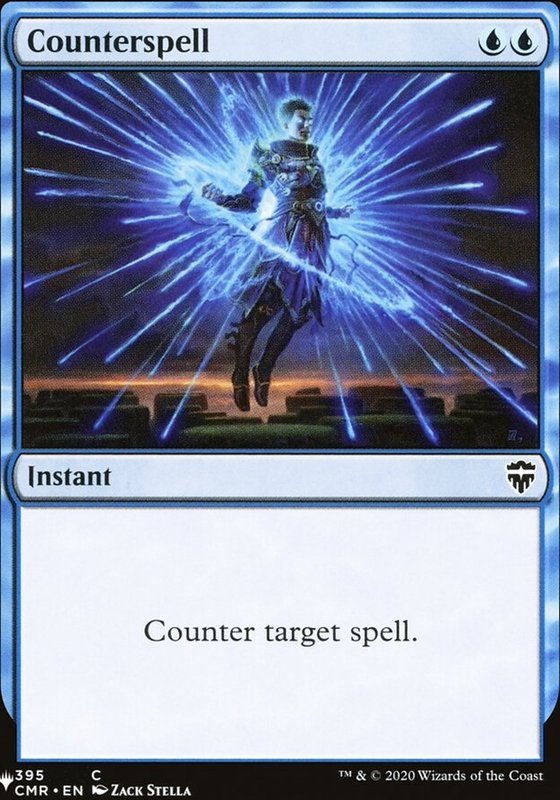 Counterspell
Instant
Counter target spell.
395 C
CMR • EN ZACK STELLA
™ & © 2020 Wizards of the Coast